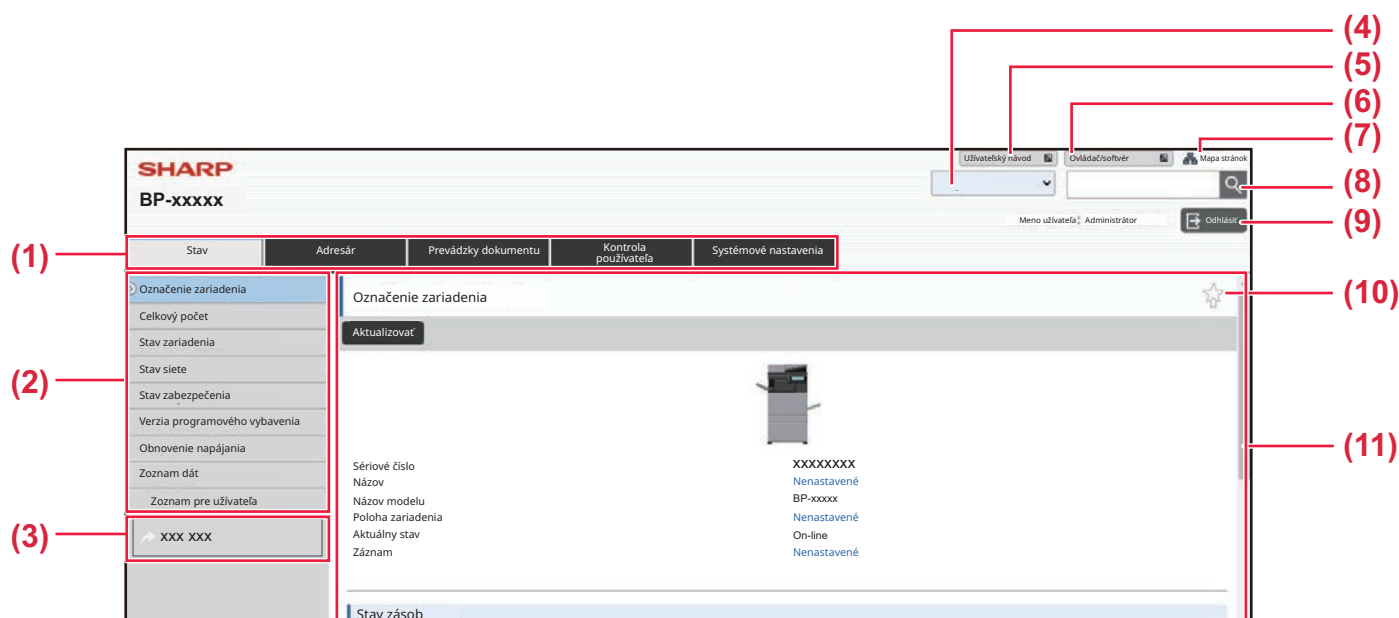 (4)
(5)
(6)
(7)
SHARP
Užívateľský návod
Ovládač/softvér
Mapa stránok
BP-xxxxx
(8)
Meno užívateľa: Administrátor
Odhlásiť
(9)
(1)
Stav
Adresár
Prevádzky dokumentu
Kontrola
používateľa
Systémové nastavenia
(2)
Označenie zariadenia
Celkový počet
Stav zariadenia
Stav siete
Stav zabezpečenia
Verzia programového vybavenia
Obnovenie napájania
Zoznam dát
Zoznam pre užívateľa
(3)
XXX XXX
Označenie zariadenia
(10)
Aktualizovať
(11)
Sériové číslo XXXXXXXX
Názov Nenastavené
Názov modelu BP-xxxxx
Poloha zariadenia Nenastavené
Aktuálny stav On-line
Záznam Nenastavené
Stav zásob